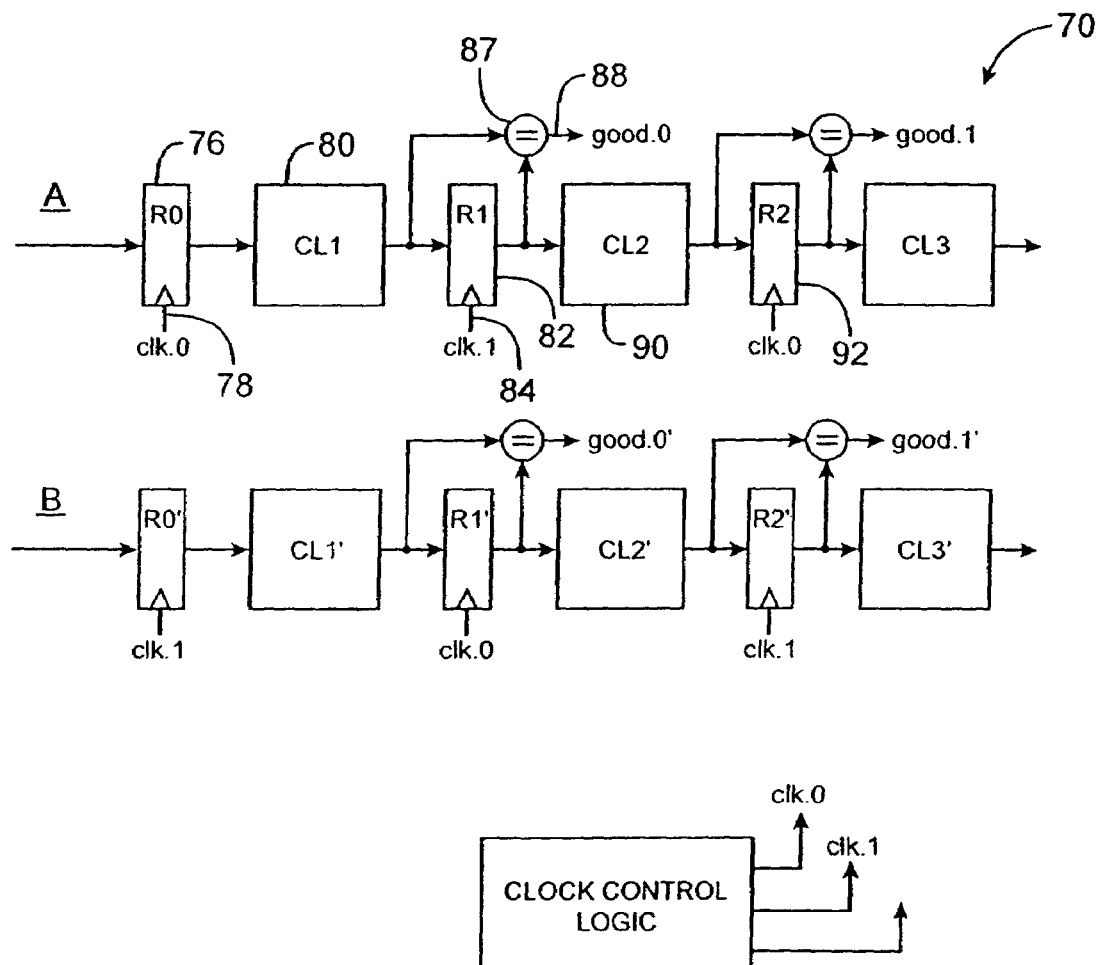 70
87
88
= good.0
= good.1
76
80
A
R0
CL1
R1
CL2
R2
CL3
clk.0
78
clk.1
84
82
90
clk.0
92
= good.0'
= good.1'
B
R0'
CL1'
R1'
CL2'
R2'
CL3'
clk.1
clk.0
clk.1
clk.0
clk.1
CLOCK CONTROL
LOGIC